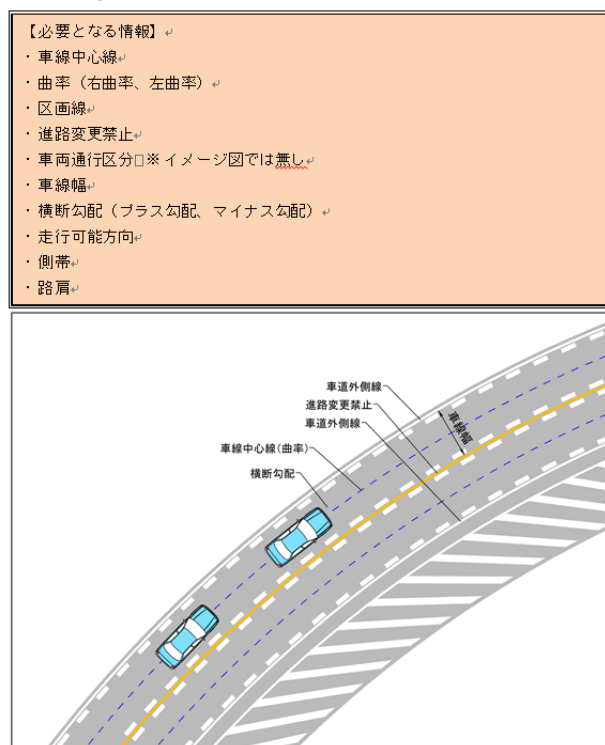 【必要となる情報】
・車線中心線
・曲率（右曲率、左曲率）
・区画線
・進路変更禁止
・車両通行区分□※イメージ図では無し
・車線幅
・横断勾配（プラス勾配、マイナス勾配）
・走行可能方向
・側帯
・路肩
車道外側線
進路変更禁止
車道外側線
車線幅
車線中心線(曲率)
横断勾配